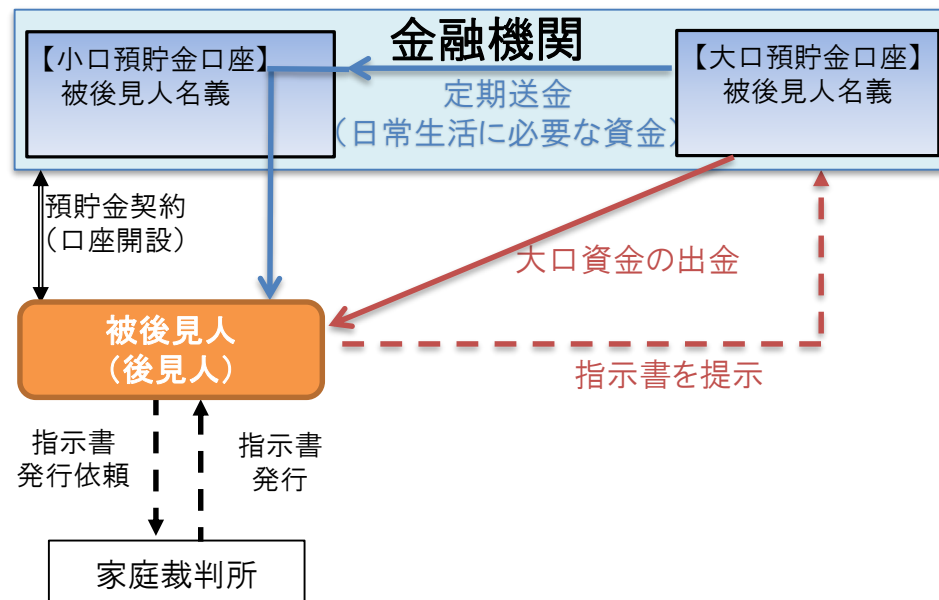 金融機関
【小口預貯金口座】
被後見人名義
【大口預貯金口座】
被後見人名義
定期送金
（日常生活に必要な資金）
預貯金契約
（口座開設）
大口資金の出金
被後見人
（後見人）
指示書を提示
指示書
発行依頼
指示書
発行
家庭裁判所